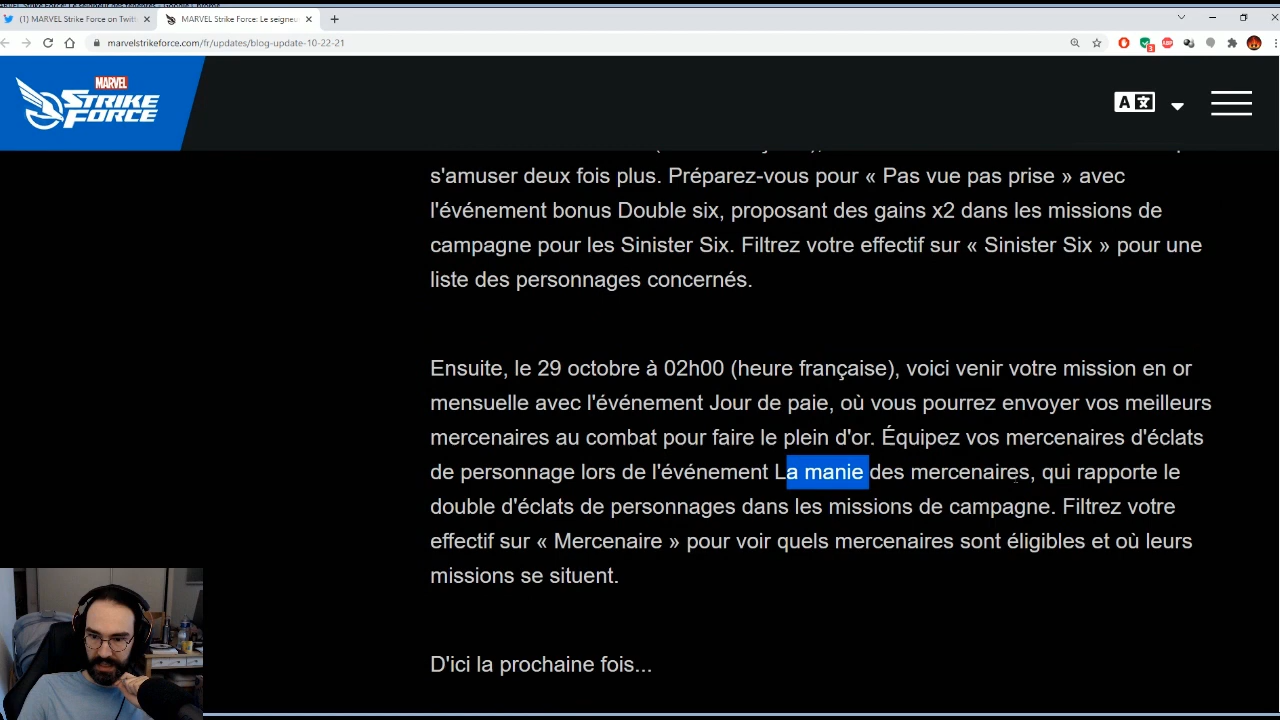 (1) MARVEL Strike Force on Twitt
MARVEL Strike Force: Le seigneu
marvelstrikeforce.com/fr/updates/blog-update-10-22-21
MARVEL
STRIKE
FORCE
s'amuser deux fois plus. Préparez-vous pour « Pas vue pas prise » avec
l'événement bonus Double six, proposant des gains x2 dans les missions de
campagne pour les Sinister Six. Filtrez votre effectif sur « Sinister Six » pour une
liste des personnages concernés.
Ensuite, le 29 octobre à 02h00 (heure française), voici venir votre mission en or
mensuelle avec l'événement Jour de paie, où vous pourrez envoyer vos meilleurs
mercenaires au combat pour faire le plein d'or. Équipez vos mercenaires d'éclats
de personnage lors de l'événement La manie des mercenaires, qui rapporte le
double d'éclats de personnages dans les missions de campagne. Filtrez votre
effectif sur « Mercenaire » pour voir quels mercenaires sont éligibles et où leurs
missions se situent.
D'ici la prochaine fois...